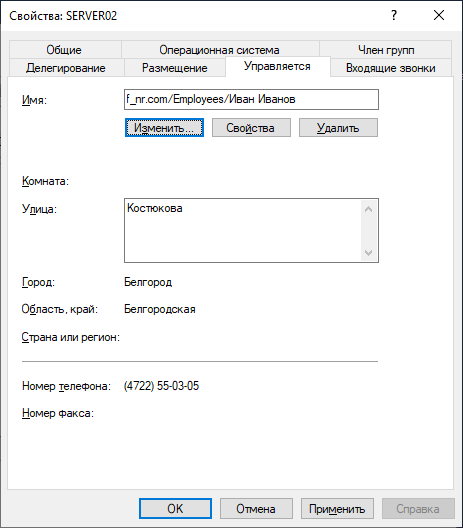 Свойства: SERVER02 ? ×
Общие Операционная система Член групп
Делегирование Размещение Управляется Входящие звонки
Имя: f_nr.com/Employees/Иван Иванов
Изменить... Свойства Удалить
Комната:
Улица: Костюкова
Город: Белгород
Область, край: Белгородская
Страна или регион:
Номер телефона: (4722) 55-03-05
Номер факса:
OK Отмена Применить Справка